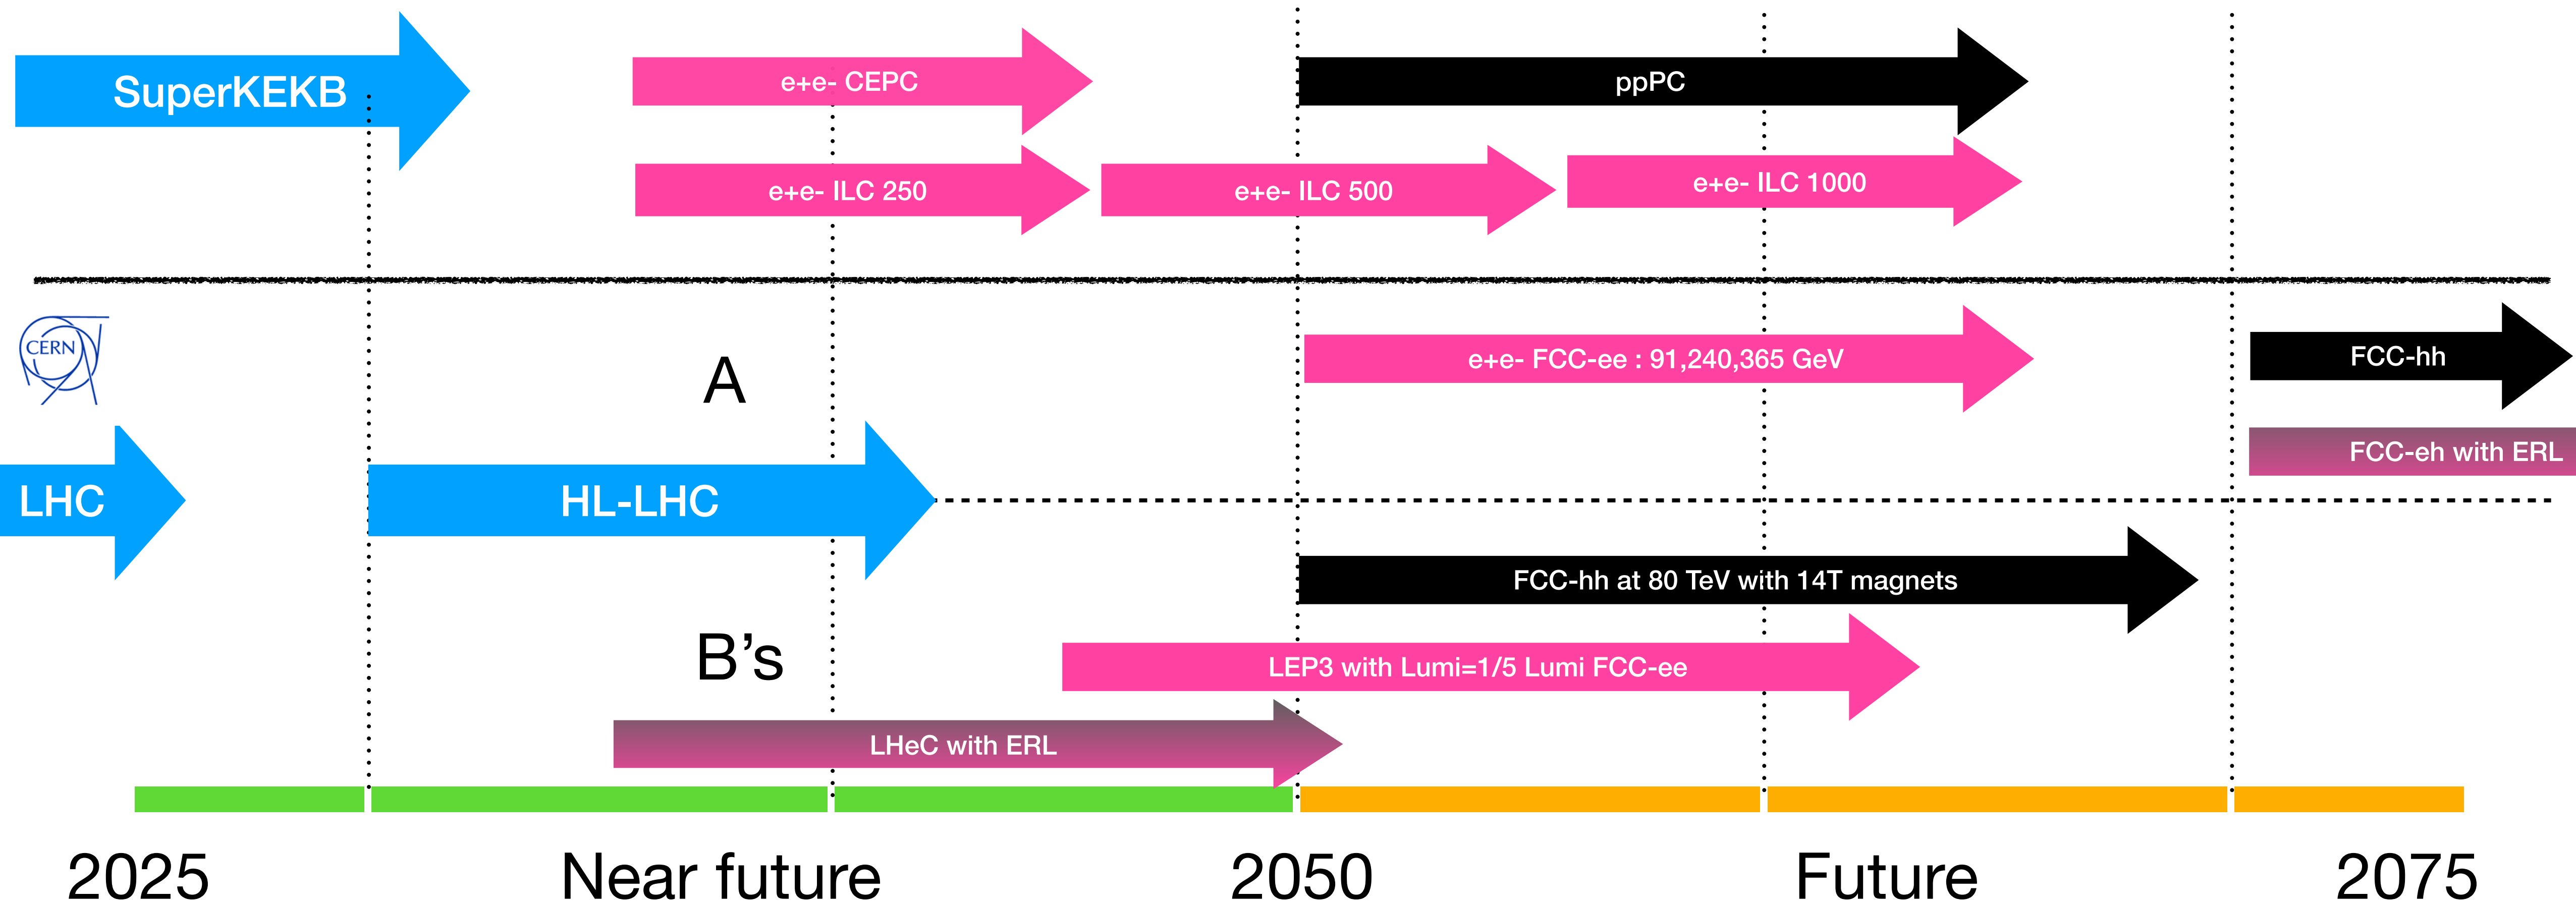 SuperKEKB
e+e- CEPC
ppPC
e+e- ILC 250
e+e- ILC 500
e+e- ILC 1000
CERN
A
e+e- FCC-ee : 91,240,365 GeV
FCC-hh
FCC-eh with ERL
LHC
HL-LHC
FCC-hh at 80 TeV with 14T magnets
B’s
LEP3 with Lumi=1/5 Lumi FCC-ee
LHeC with ERL
2025
Near future
2050
Future
2075